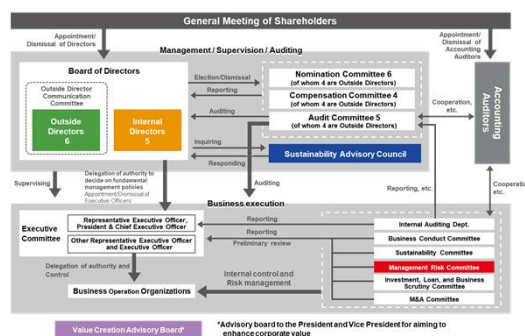 General Meeting of Shareholders
Appointment/
Dismissal of Directors
Appointment/
Dismissal of
Accounting
Auditors
Management / Supervision / Auditing
Board of Directors
Outside Director
Communication
Committee
Outside
Directors
6
Internal
Directors
5
Election/Dismissal
Reporting
Auditing
Inquiring
Responding
Nomination Committee 6
(of whom 4 are Outside Directors)
Compensation Committee 4
(of whom 4 are Outside Directors)
Audit Committee 5
(of whom 4 are Outside Directors)
Sustainability Advisory Council
Cooperation,
etc.
Accounting
Auditors
Supervising
Delegation of authority to
decide on fundamental
management policies
Appointment/Dismissal of
Executive Officers
Auditing
Reporting, etc.
Cooperation,
etc.
Business execution
Executive
Committee
Representative Executive Officer,
President & Chief Executive Officer
Other Representative Executive Officer
and Executive Officer
Reporting
Reporting
Preliminary review
Internal Auditing Dept.
Business Conduct Committee
Sustainability Committee
Management Risk Committee
Investment, Loan, and Business
Scrutiny Committee
M&A Committee
Delegation of authority and
Control
Internal control and
Risk management
Business Operation Organizations
Value Creation Advisory Board*
*Advisory board to the President and Vice President for aiming to
enhance corporate value